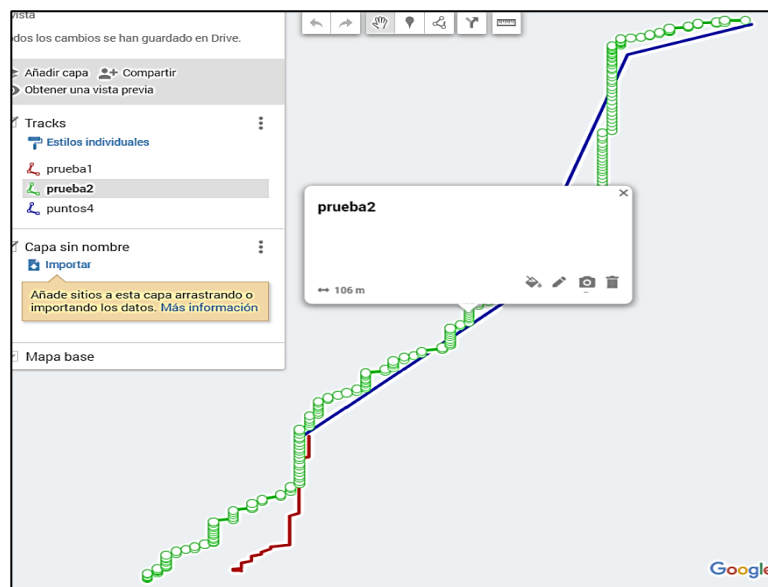 vista
odos los cambios se han guardado en Drive.
Añadir capa Compartir
Obtener una vista previa
Tracks
Estilos individuales
prueba1
prueba2
puntos4
Capa sin nombre
Importar
Añade sitios a esta capa arrastrando o
importando los datos. Más información
Mapa base
prueba2
106 m
Google